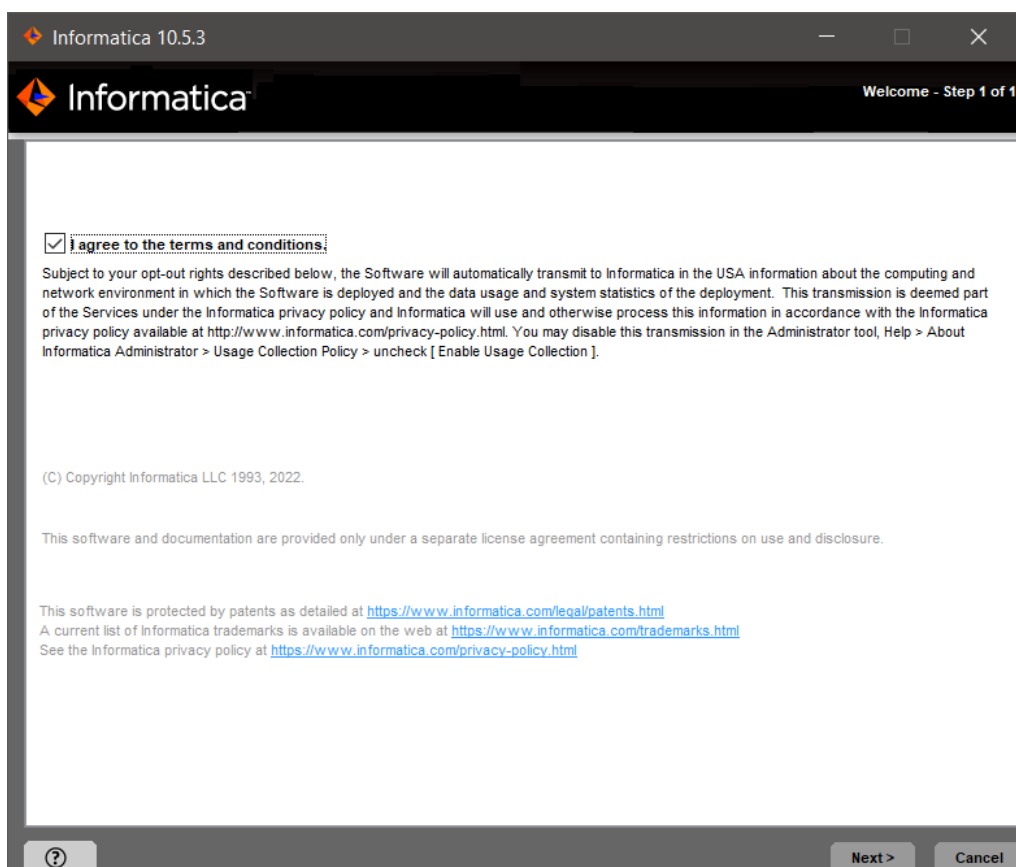 Informatica 10.5.3
Informatica
Welcome - Step 1 of 1
I agree to the terms and conditions.
Subject to your opt-out rights described below, the Software will automatically transmit to Informatica in the USA information about the computing and
network environment in which the Software is deployed and the data usage and system statistics of the deployment.  This transmission is deemed part
of the Services under the Informatica privacy policy and Informatica will use and otherwise process this information in accordance with the Informatica
privacy policy available at http://www.informatica.com/privacy-policy.html. You may disable this transmission in the Administrator tool, Help > About
Informatica Administrator > Usage Collection Policy > uncheck [ Enable Usage Collection ].
(C) Copyright Informatica LLC 1993, 2022.
This software and documentation are provided only under a separate license agreement containing restrictions on use and disclosure.
This software is protected by patents as detailed at https://www.informatica.com/legal/patents.html
A current list of Informatica trademarks is available on the web at https://www.informatica.com/trademarks.html
See the Informatica privacy policy at https://www.informatica.com/privacy-policy.html
?
Next >
Cancel